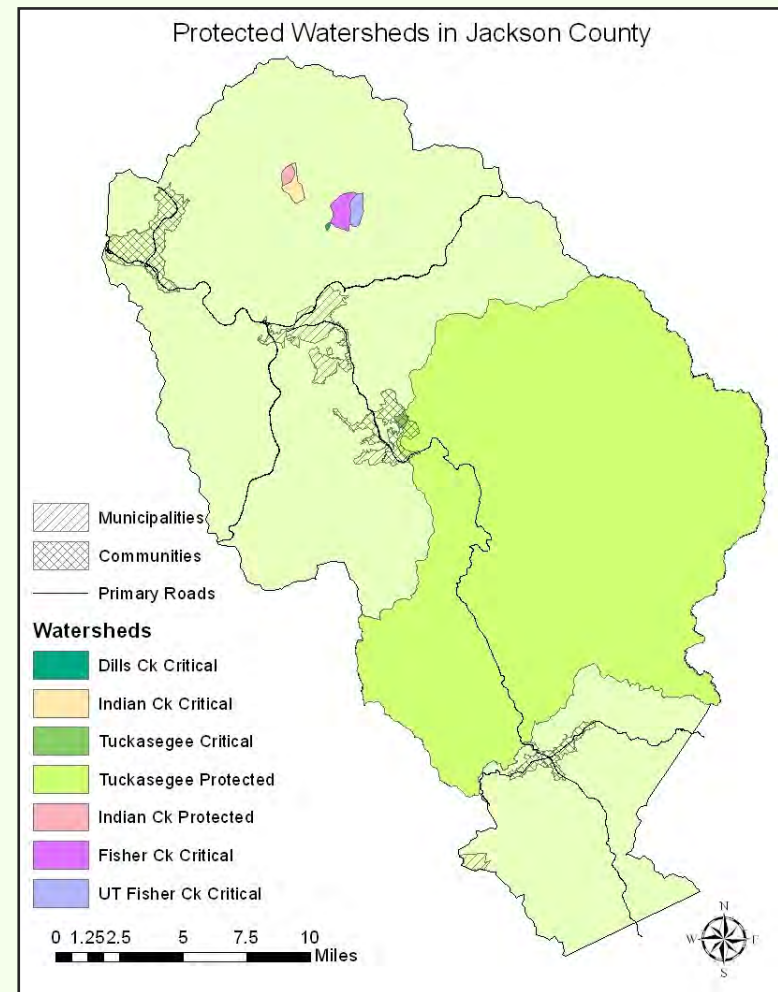 Protected Watersheds in Jackson County
Municipalities
Communities
Primary Roads
Watersheds
Dills Ck Critical
Indian Ck Critical
Tuckasegee Critical
Tuckasegee Protected
Indian Ck Protected
Fisher Ck Critical
UT Fisher Ck Critical
0 1.25 2.5 5 7.5 10
Miles
N
W E
S